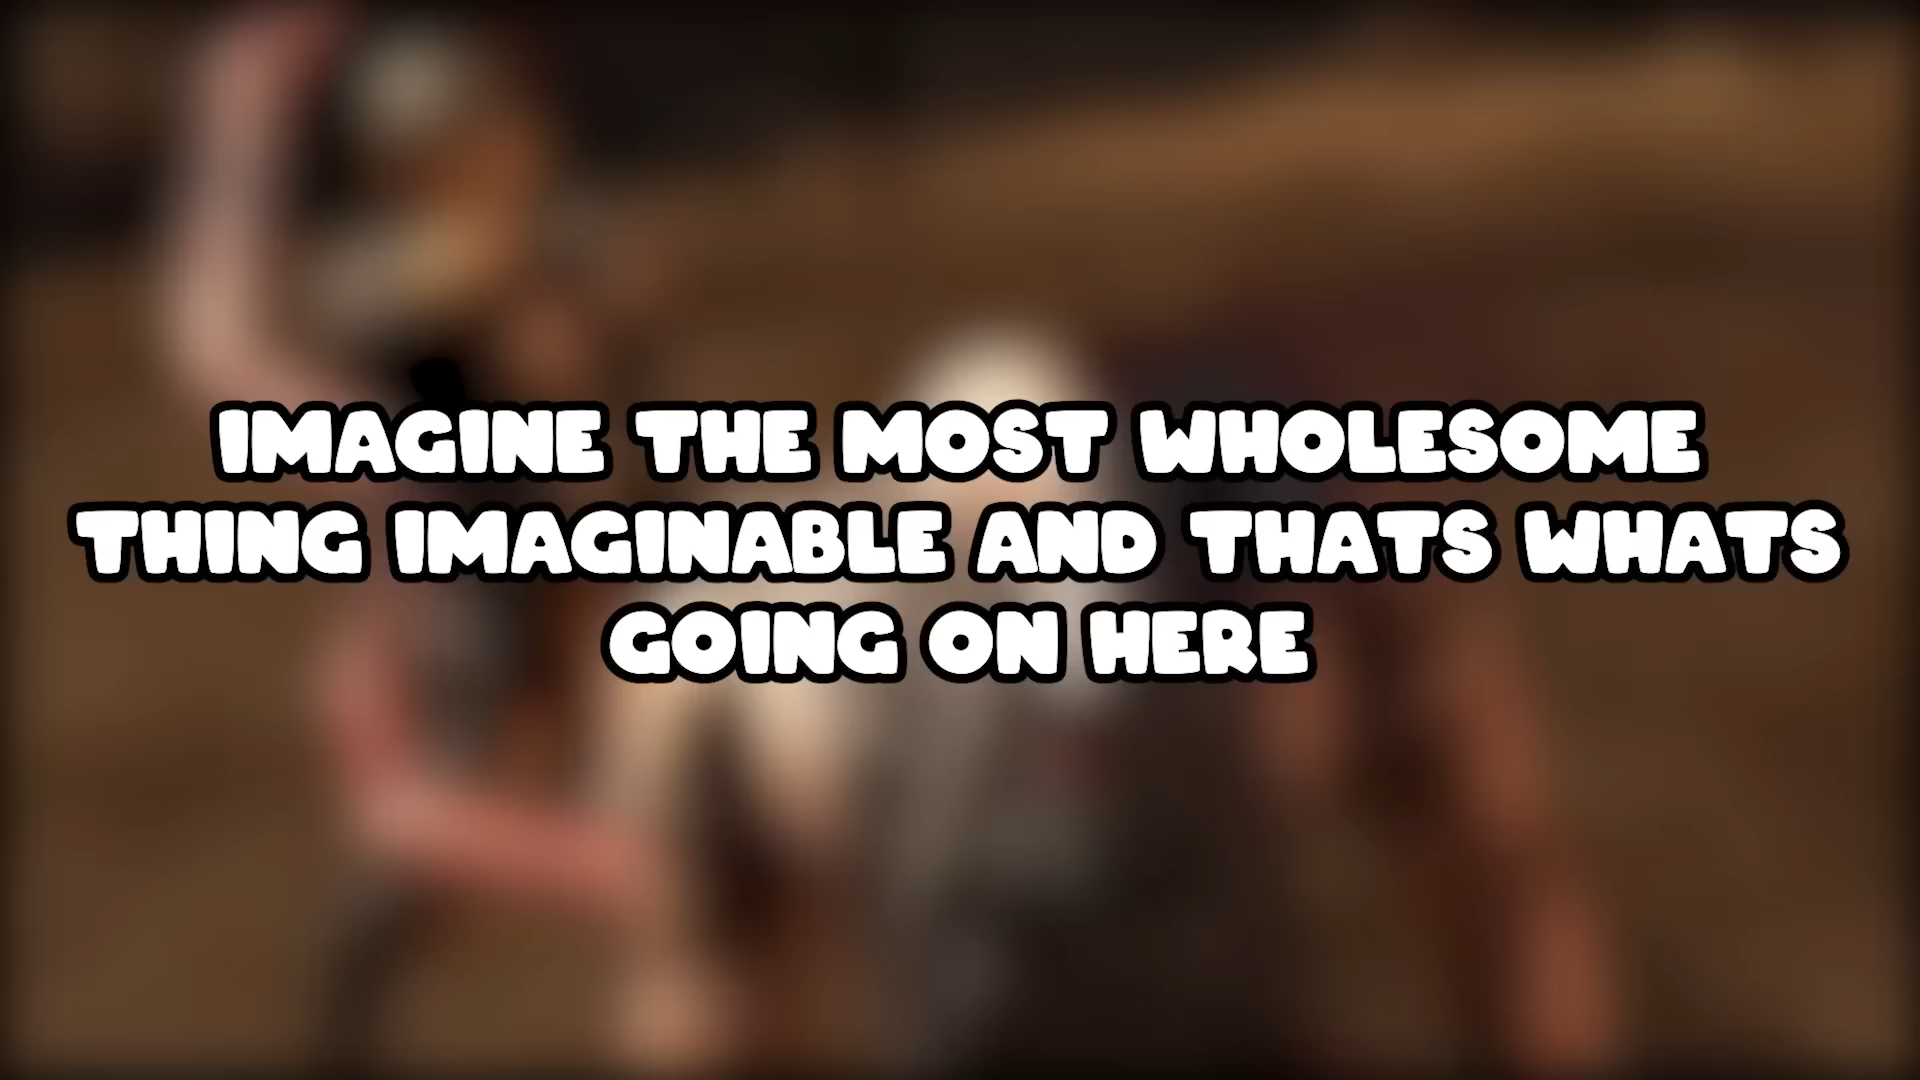 IMAGINE THE MOST WHOLESOME
THING IMAGINABLE AND THATS WHATS
GOING ON HERE